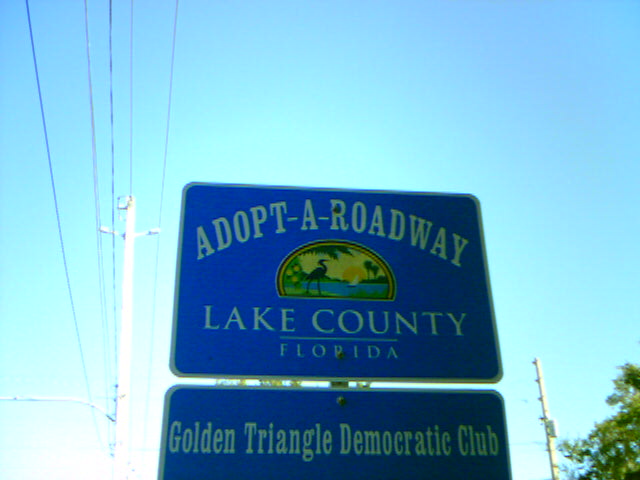 ADOPT-A-ROADWAY
LAKE COUNTY
FLORIDA
Golden Triangle Democratic Club